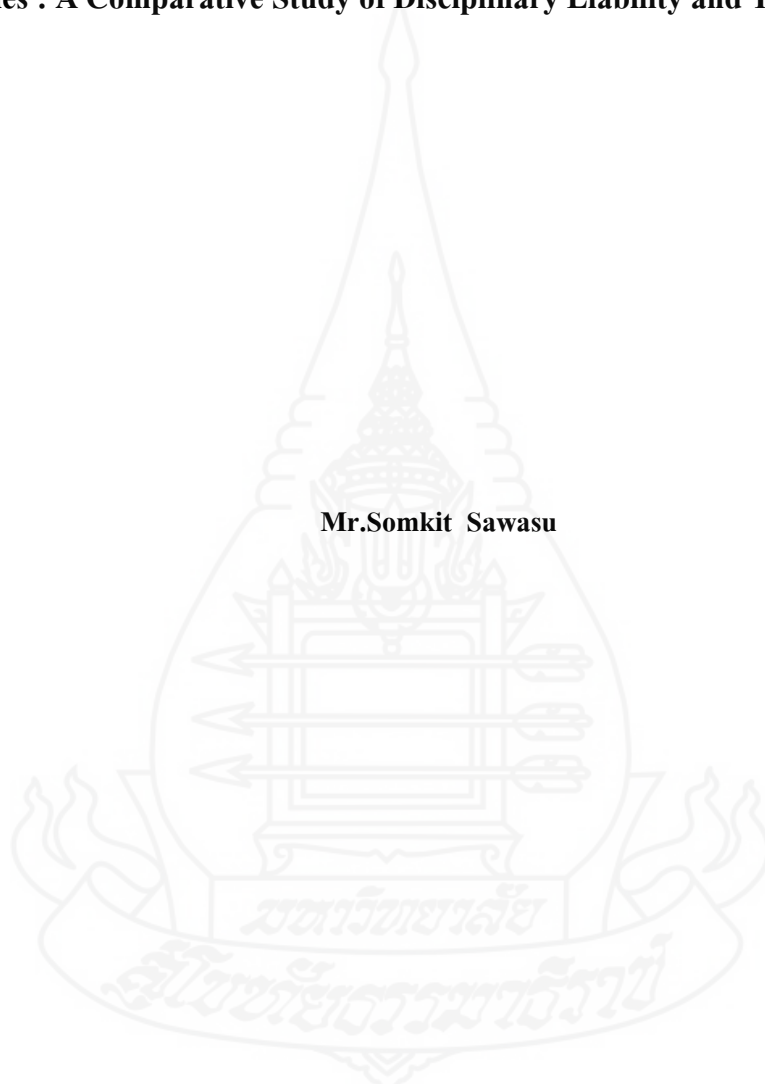 : A Comparative Study of Disciplinary Liability and
Mr.Somkit Sawasu
มหาวิทยาลัย
สุโขทัยธรรมาธิราช